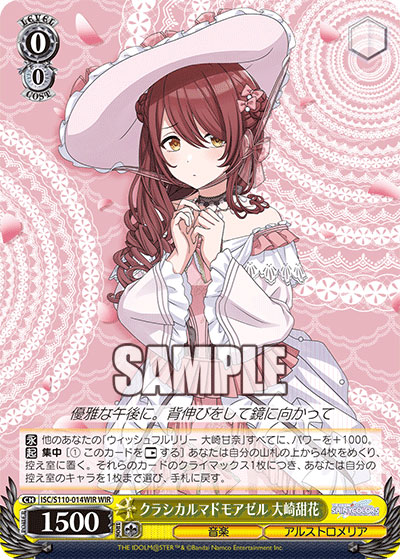 LEVEL
0
0
COST
SAMPLE
優雅な午後に。背伸びをして鏡に向かって
永 他のあなたの「ウィッシュフルリリー 大崎甘奈」すべてに、パワーを+1000。
起 集中 [① このカードを する] あなたは自分の山札の上から4枚をめくり、
控え室に置く。それらのカードのクライマックス1枚につき、あなたは自分
の控え室のキャラを1枚まで選び、手札に戻す。
CH ISC/S110-014WIR WIR
クラシカルマドモアゼル 大崎甜花
1500
音楽
アルストロメリア
SHINYCOLORS
THE IDOLM@STER™& ©Bandai Namco Entertainment Inc.